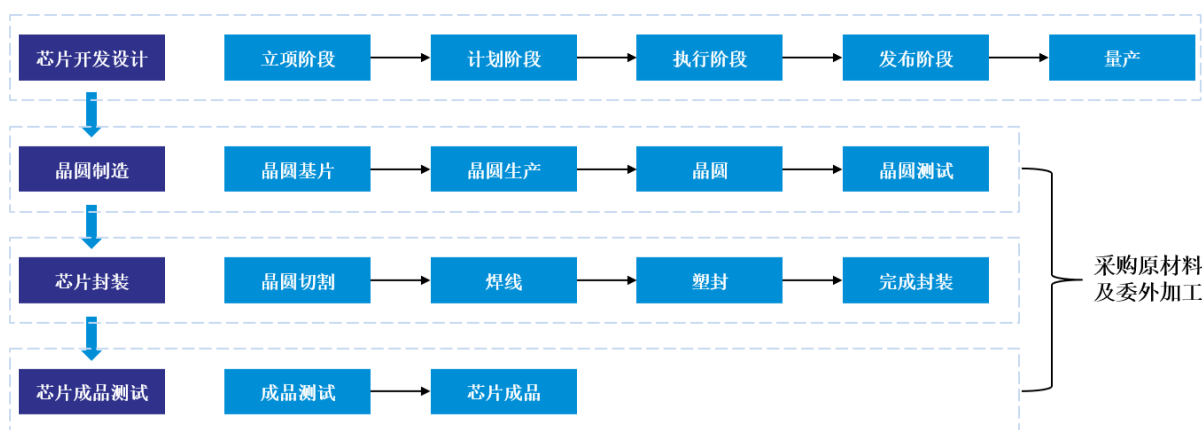 芯片开发设计
立项阶段
计划阶段
执行阶段
发布阶段
量产
晶圆制造
晶圆基片
晶圆生产
晶圆
晶圆测试
芯片封装
晶圆切割
焊线
塑封
完成封装
采购原材料
及委外加工
芯片成品测试
成品测试
芯片成品